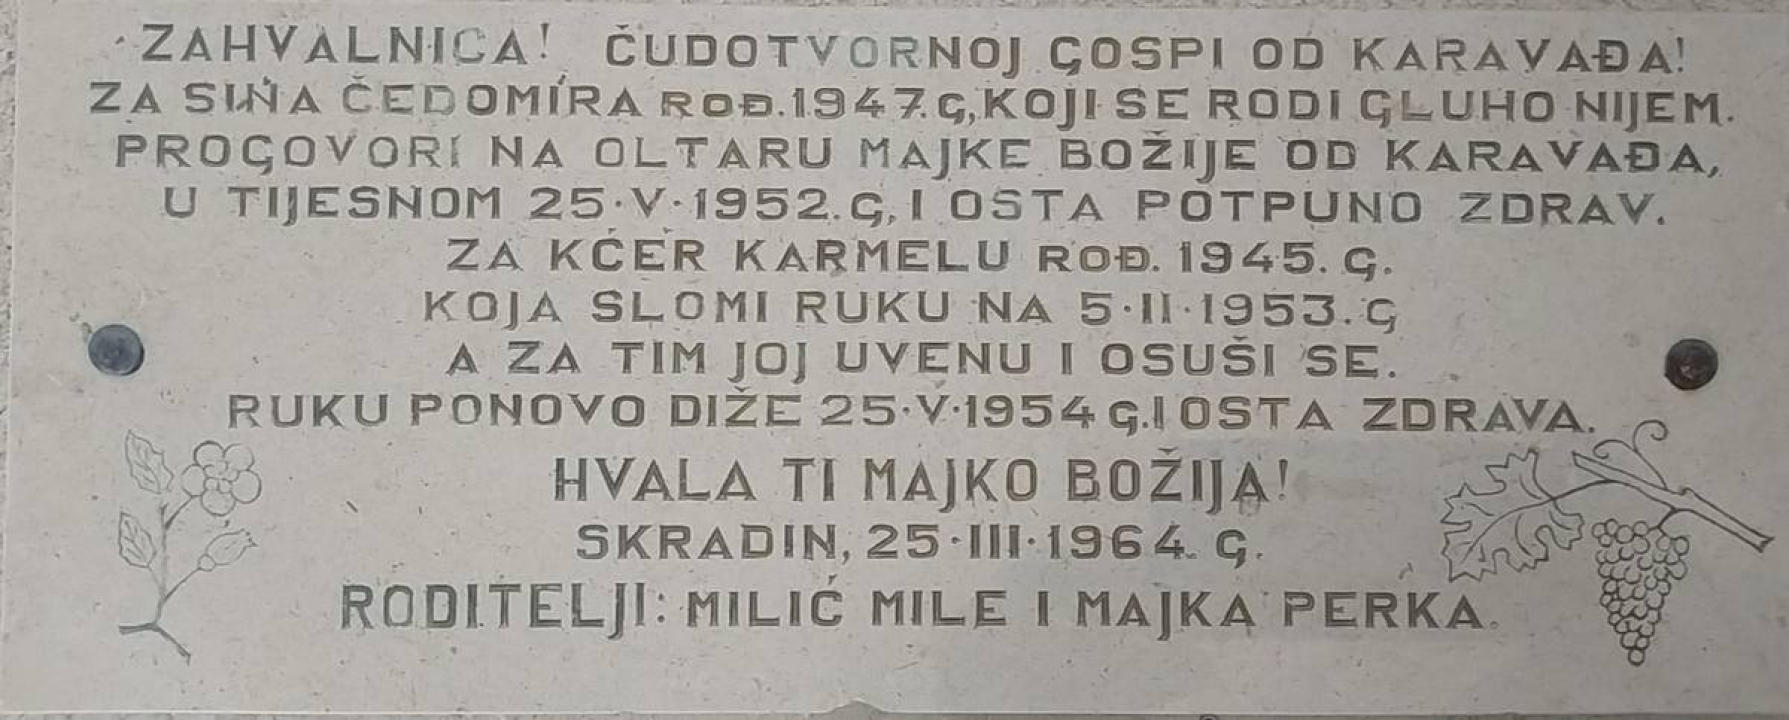 ZAHVALNICA! ČUDOTVORNOJ GOSPI OD KARAVAĐA!
ZA SINA ČEDOMIRA ROĐ.1947.G,KOJI SE RODI GLUHO NIJEM.
PROGOVORI NA OLTARU MAJKE BOŽIJE OD KARAVAĐA,
U TIJESNOM 25·V·1952.G,I OSTA POTPUNO ZDRAV.
ZA KĆER KARMELU ROĐ. 1945. G.
KOJA SLOMI RUKU NA 5·II·1953.G
A ZA TIM JOJ UVENU I OSUŠI SE.
RUKU PONOVO DIŽE 25·V·1954 G.I OSTA ZDRAVA.
HVALA TI MAJKO BOŽIJA!
SKRADIN, 25·III·1964. G.
RODITELJI: MILIĆ MILE I MAJKA PERKA.